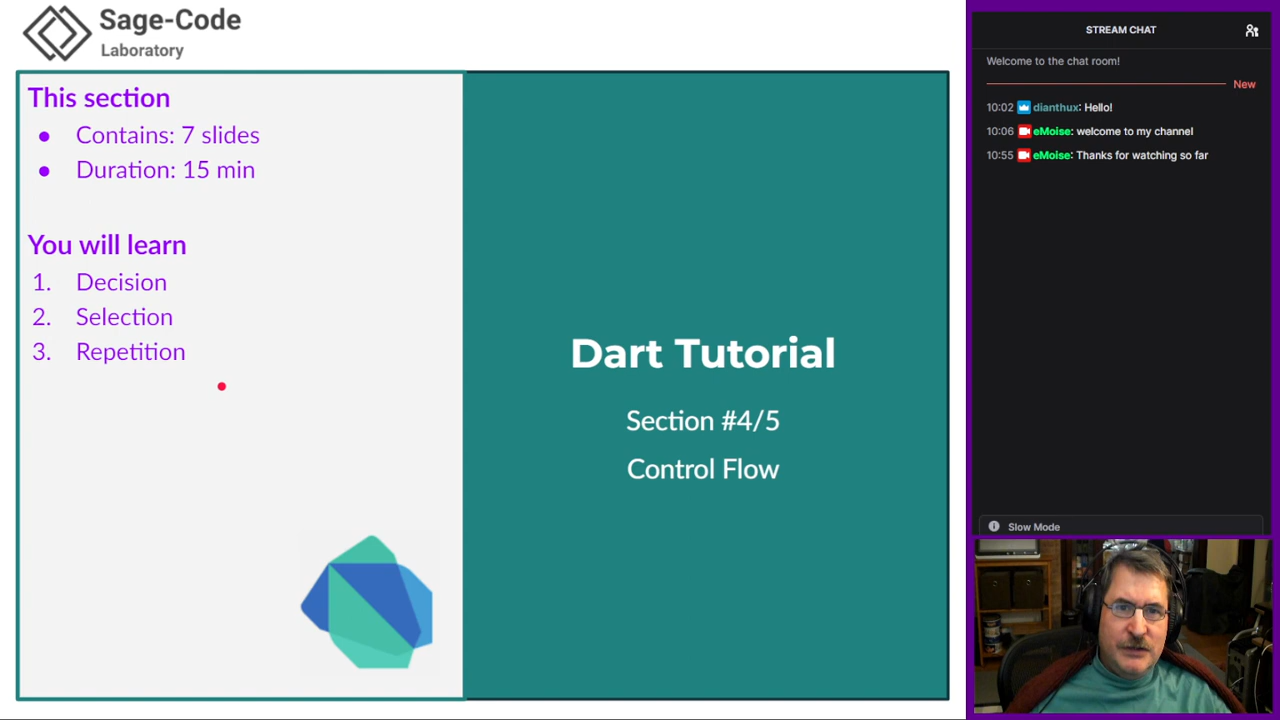 Sage-Code
Laboratory
This section
● Contains: 7 slides
● Duration: 15 min
You will learn
1. Decision
2. Selection
3. Repetition
Dart Tutorial
Section #4/5
Control Flow
STREAM CHAT
Welcome to the chat room!
New
10:02 dianthux: Hello!
10:06 eMoise: welcome to my channel
10:55 eMoise: Thanks for watching so far
Slow Mode